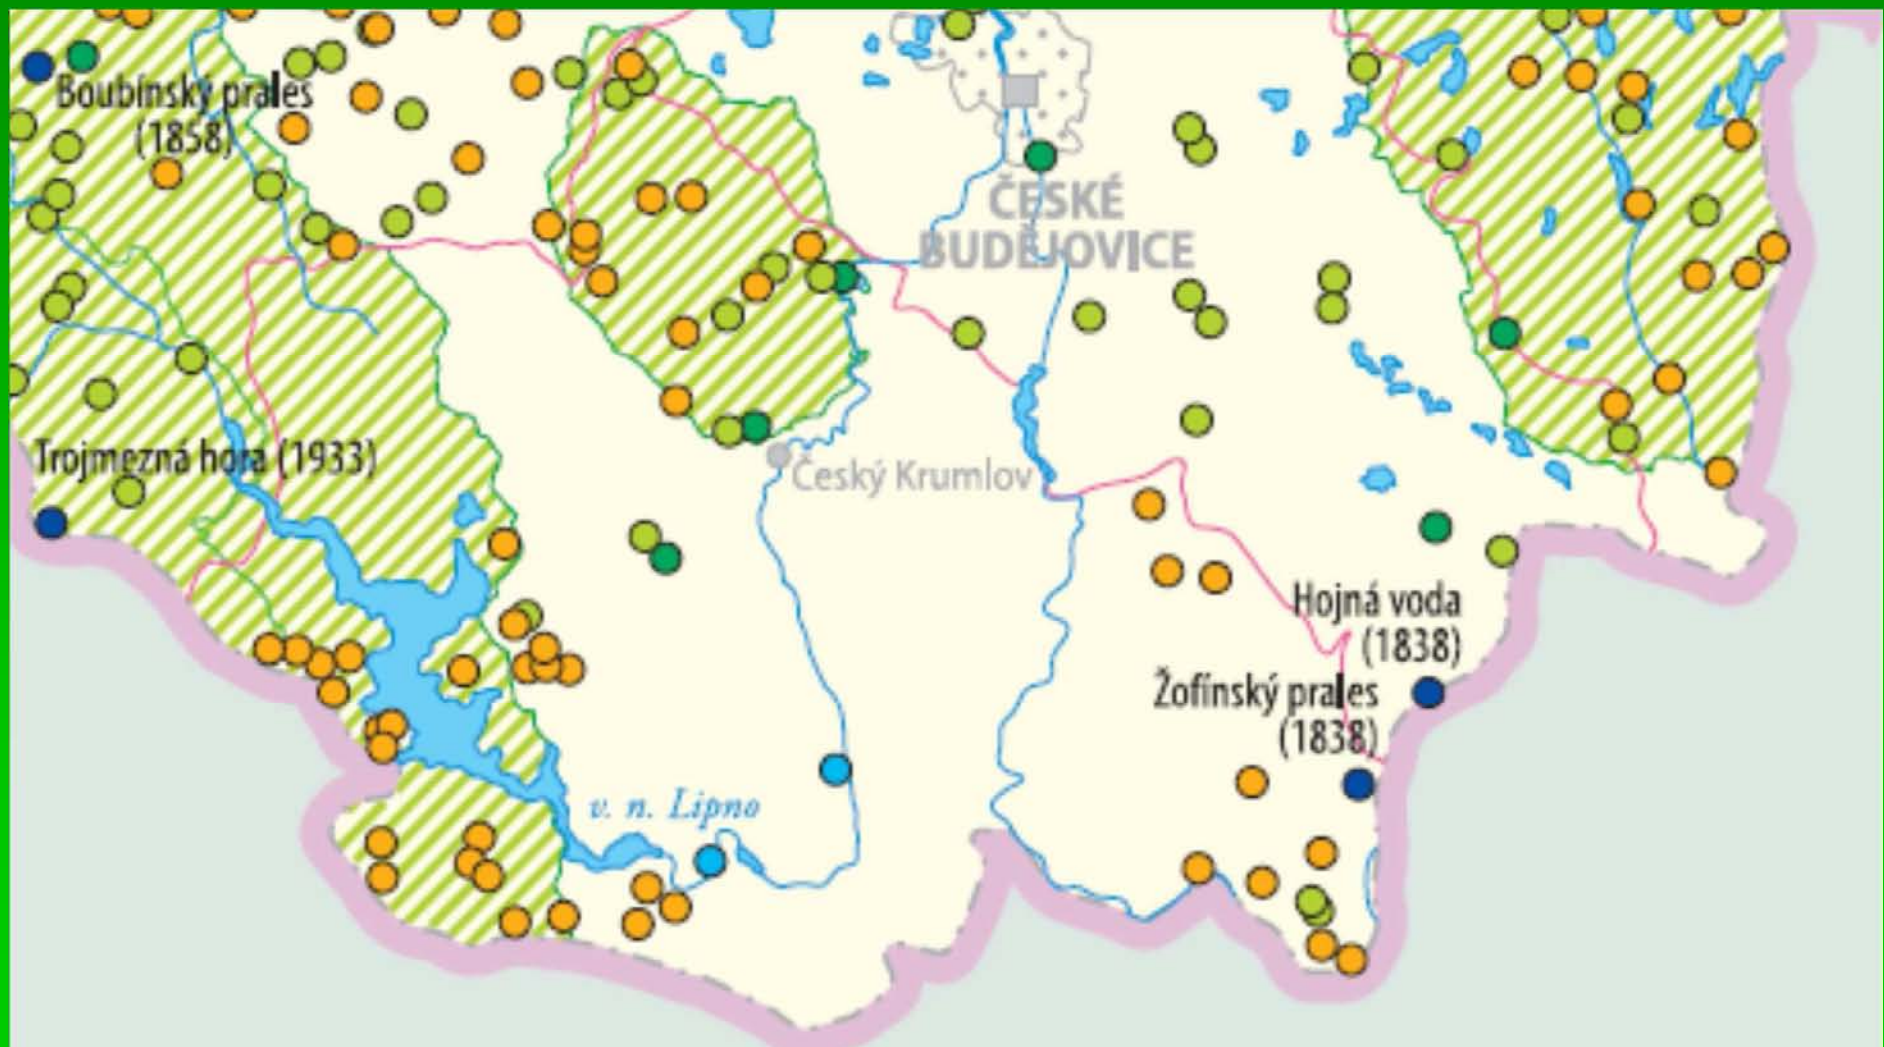 Boubínský prales
(1858)
ČESKÉ
BUDĚJOVICE
Trojmezná hora (1933)
Český Krumlov
Hojná voda
(1838)
Žofínský prales
(1838)
v. n. Lipno